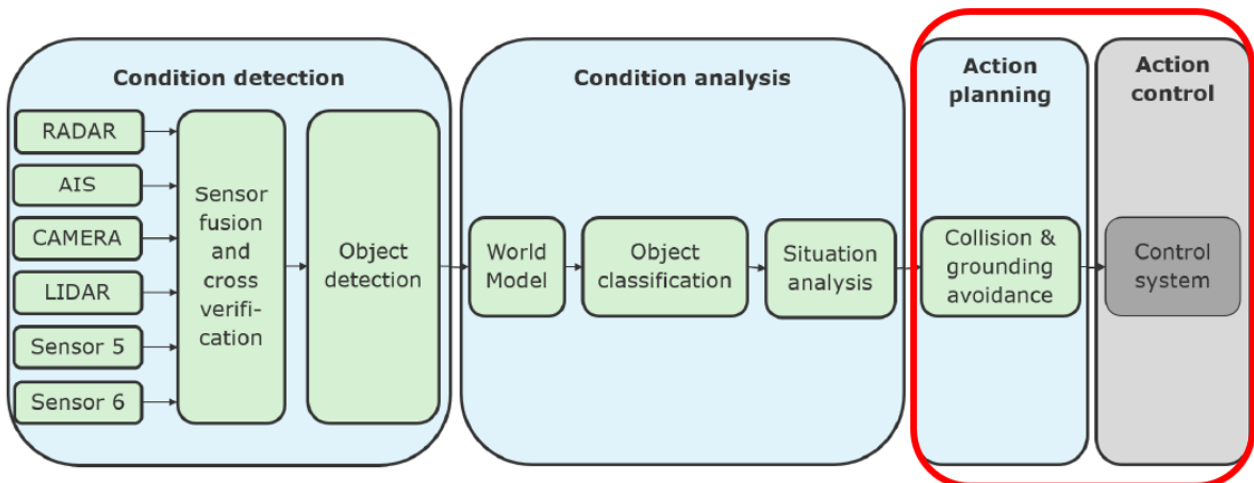 Condition detection
RADAR
AIS
CAMERA
LIDAR
Sensor 5
Sensor 6
Sensor
fusion
and
cross
verifi-
cation
Object
detection
Condition analysis
World
Model
Object
classification
Situation
analysis
Action
planning
Collision &
grounding
avoidance
Action
control
Control
system